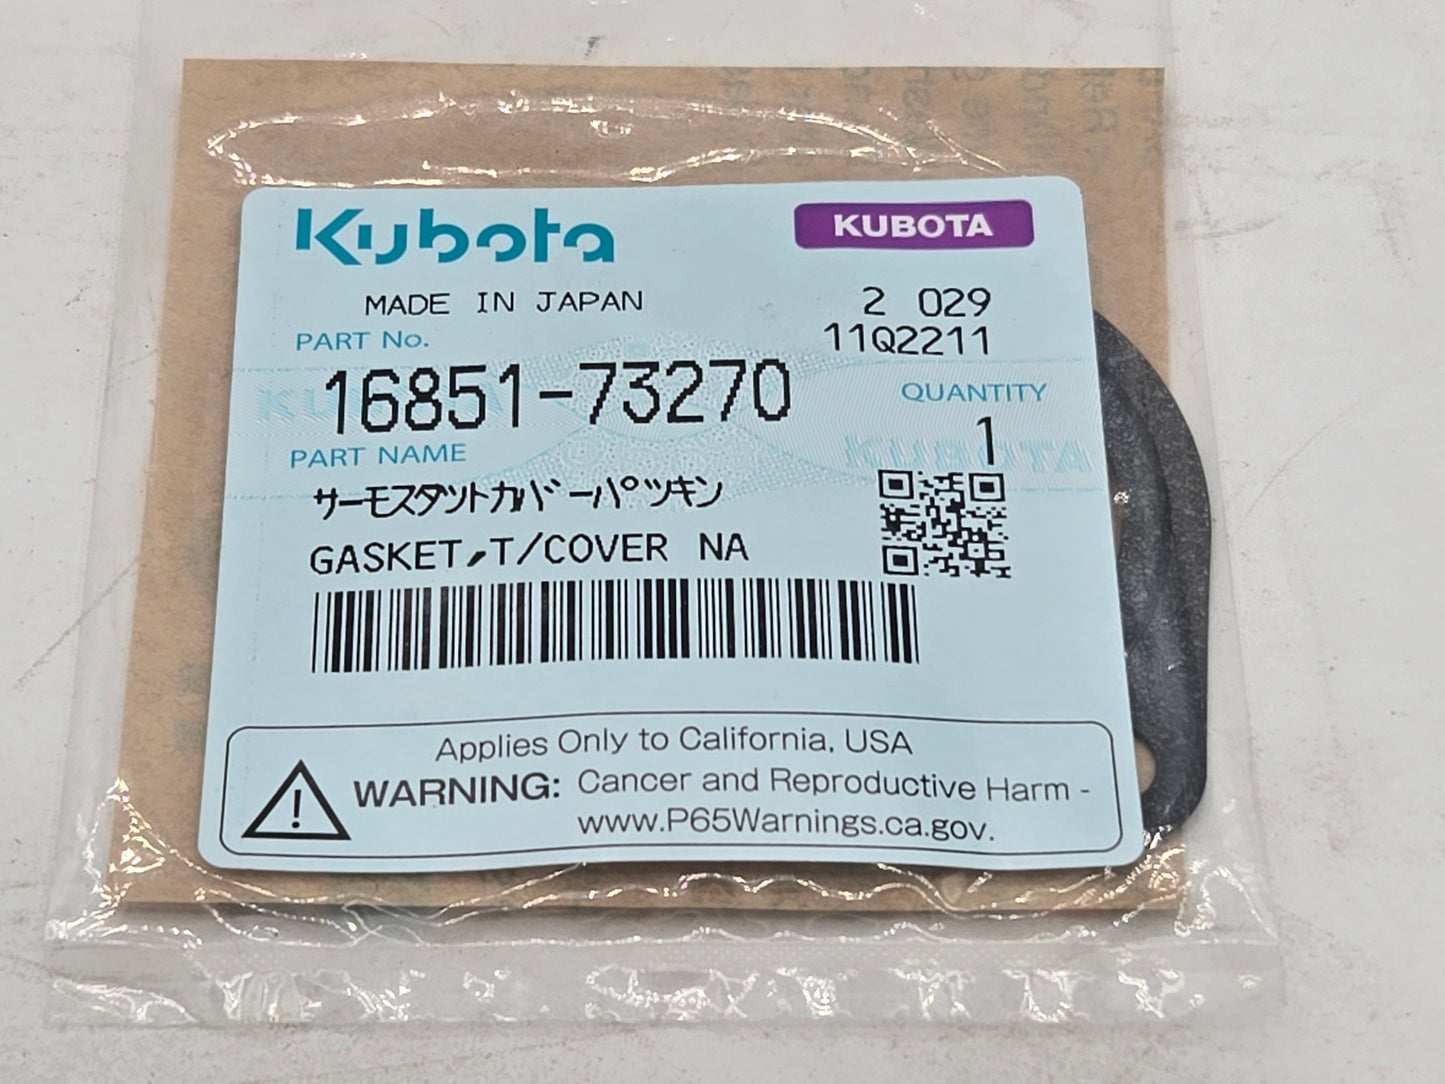 Kubota
KUBOTA
MADE IN JAPAN
2 029
PART No.
11Q2211
16851-73270
QUANTITY
1
PART NAME
サーモスタットカバーパッキン
GASKET,T/COVER NA
Applies Only to California, USA
WARNING: Cancer and Reproductive Harm -
www.P65Warnings.ca.gov.